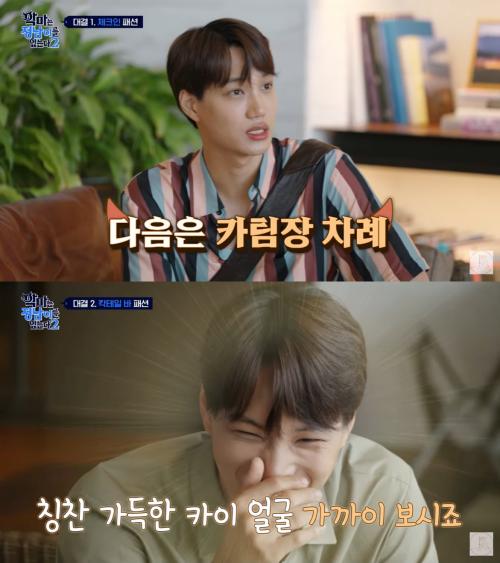 악마는
정남이를
입는다2
대결 1. 체크인 패션
다음은 카팀장 차례
악마는
정남이를
입는다2
대결 2. 칵테일 바 패션
칭찬 가득한 카이 얼굴 가까이 보시죠